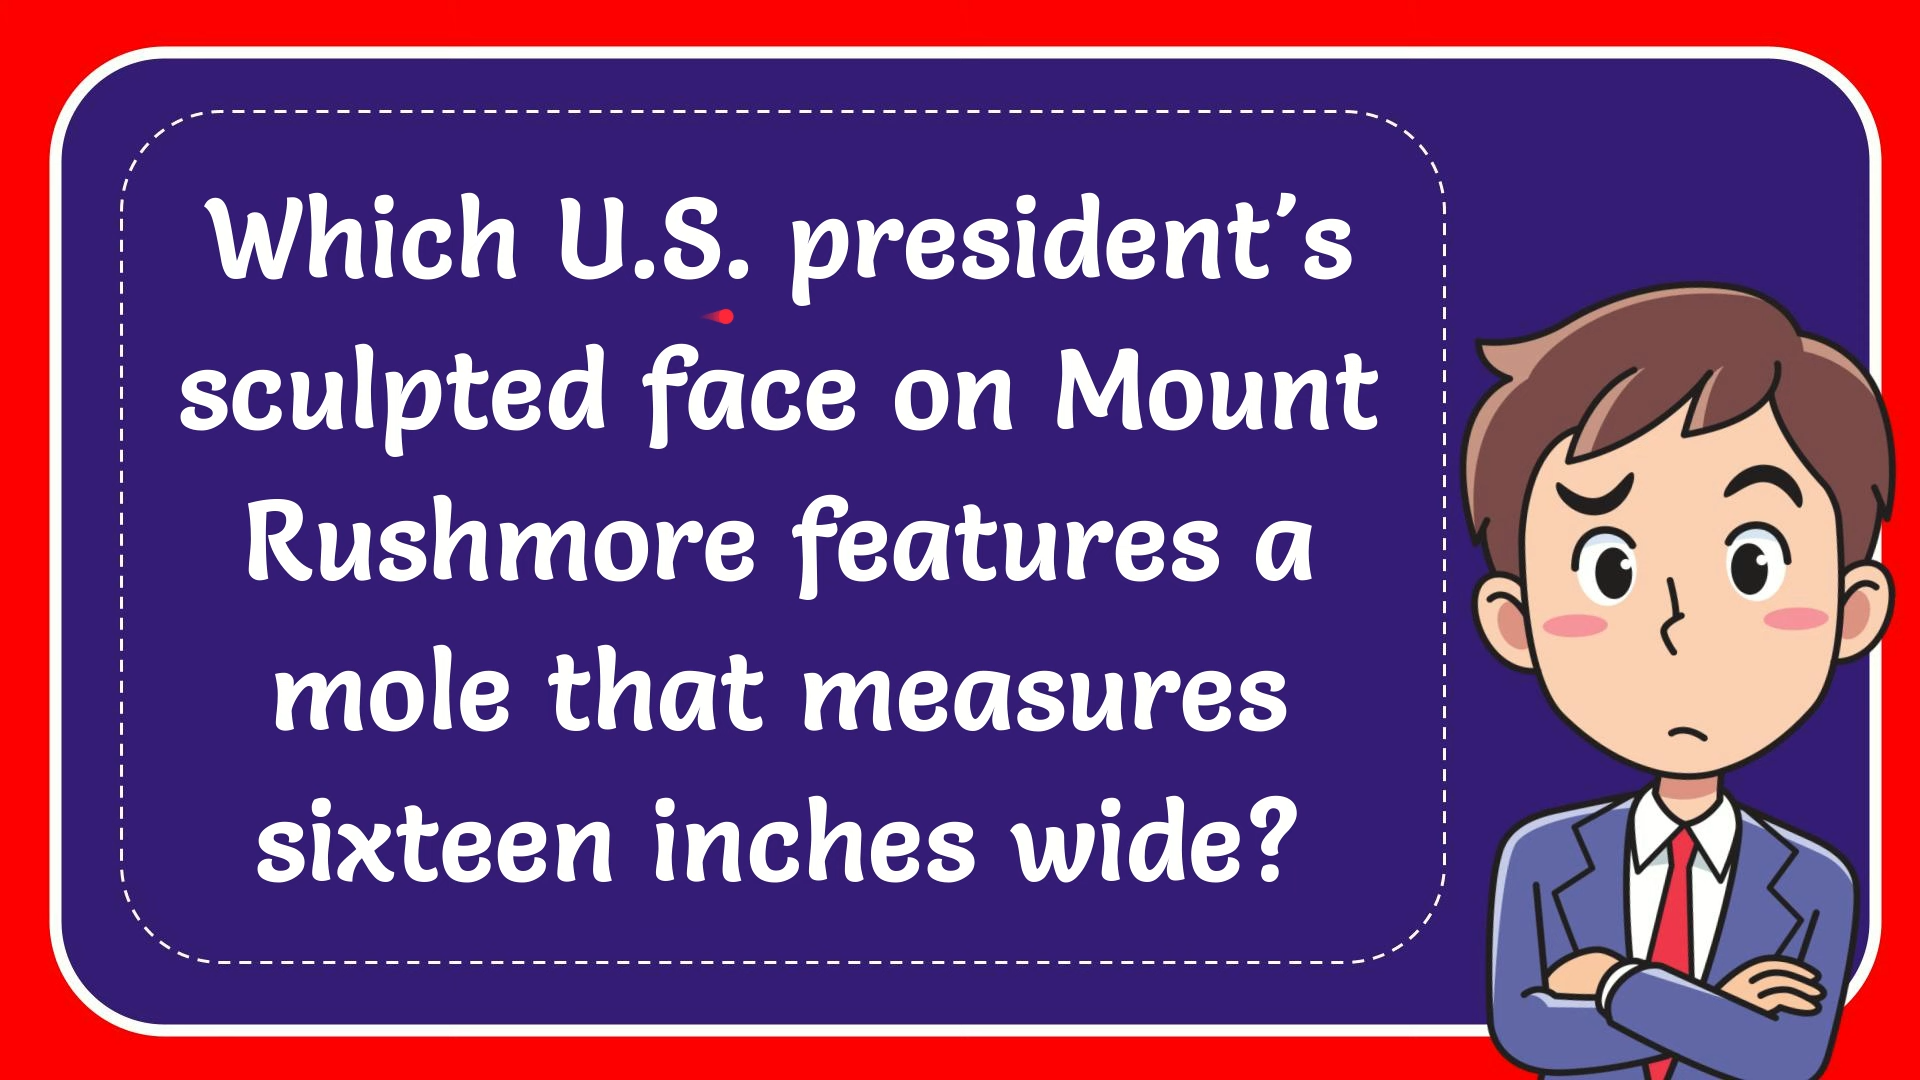 Which U.S. president's
sculpted face on Mount
Rushmore features a
mole that measures
sixteen inches wide?